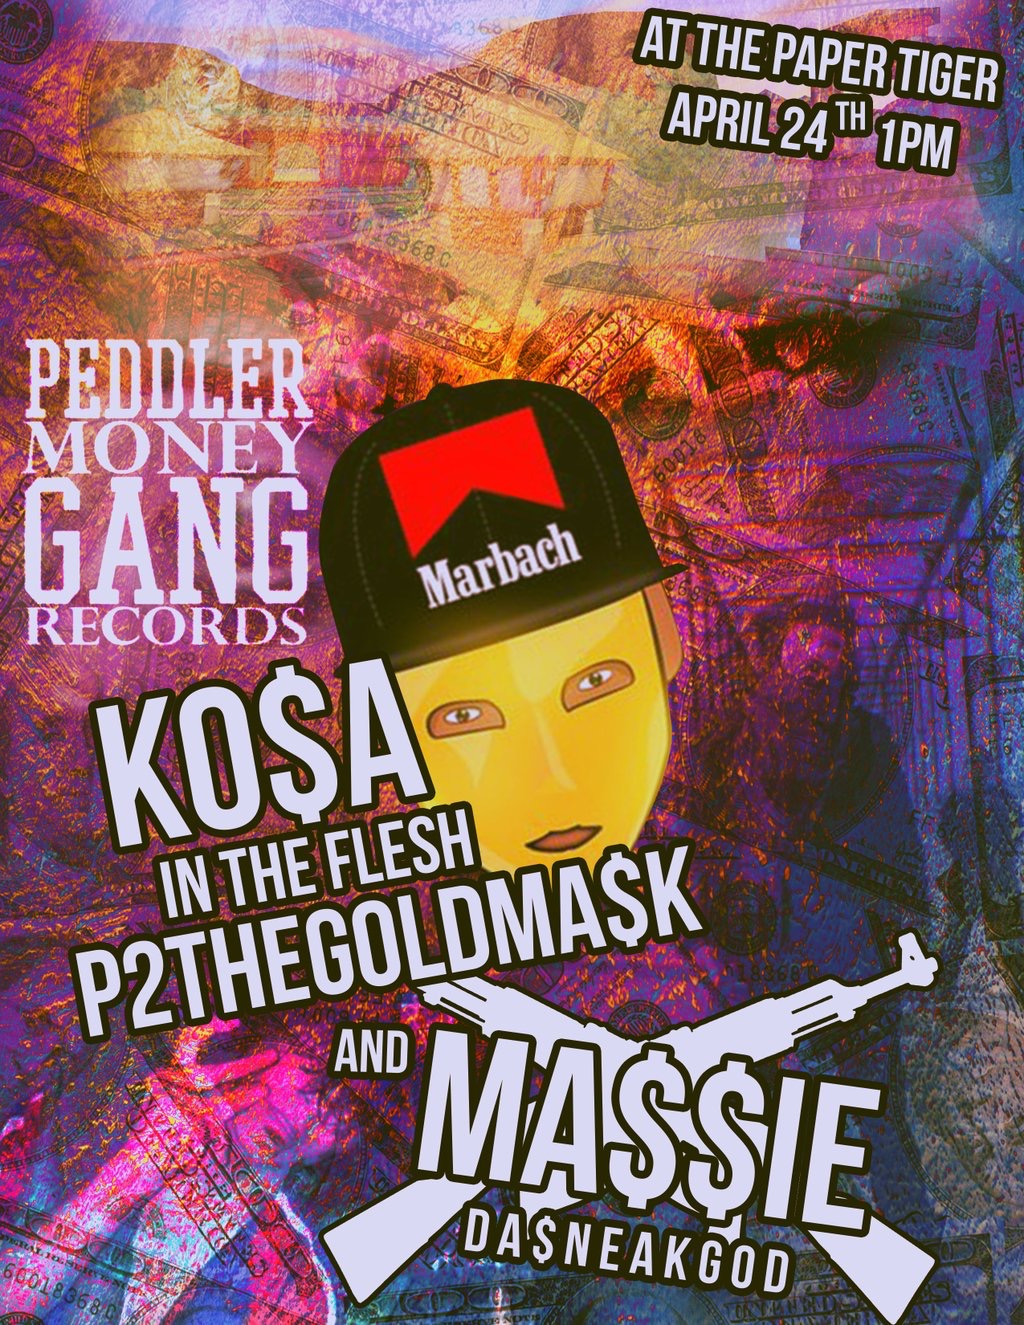 AT THE PAPER TIGER
APRIL 24TH 1PM
PEDDLER
MONEY
GANG
RECORDS
Marbach
KO$A
IN THE FLESH
P2THEGOLDMA$K
AND
MA$$IE
DA$NEAKGOD
60018368C